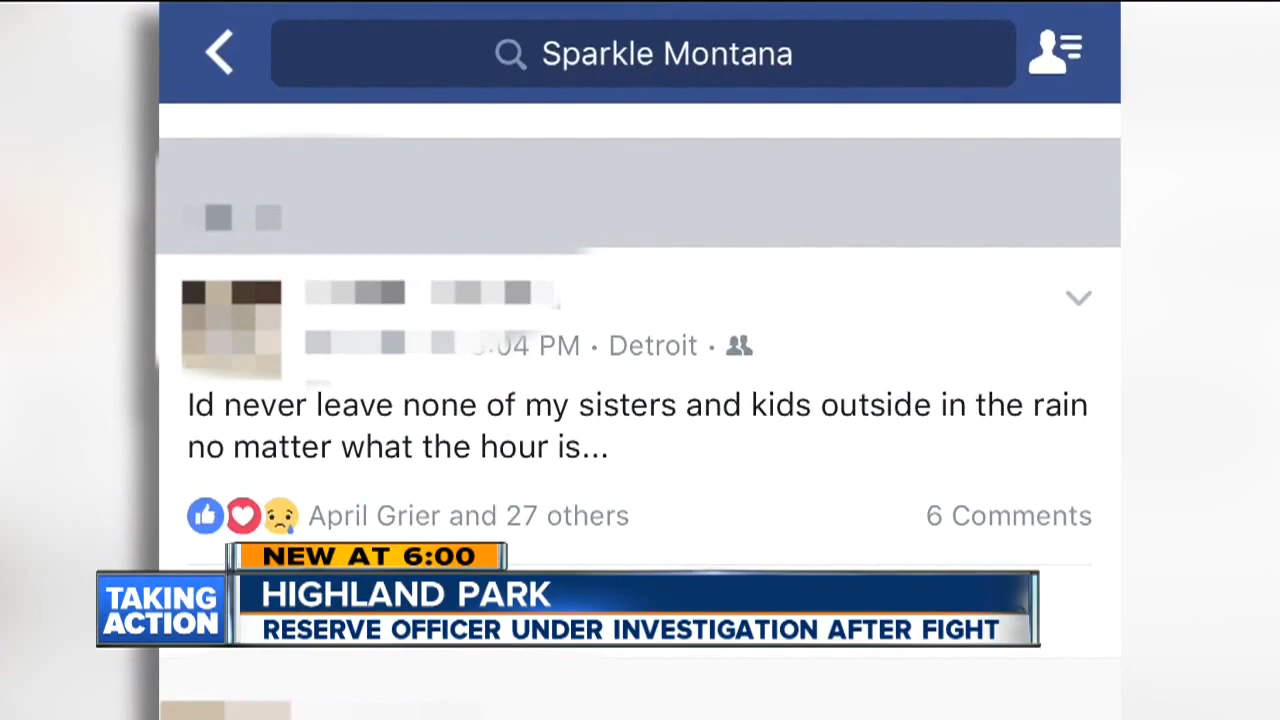 Sparkle Montana
04 PM · Detroit ·
Id never leave none of my sisters and kids outside in the rain
no matter what the hour is...
April Grier and 27 others
6 Comments
NEW AT 6:00
TAKING
ACTION
HIGHLAND PARK
RESERVE OFFICER UNDER INVESTIGATION AFTER FIGHT